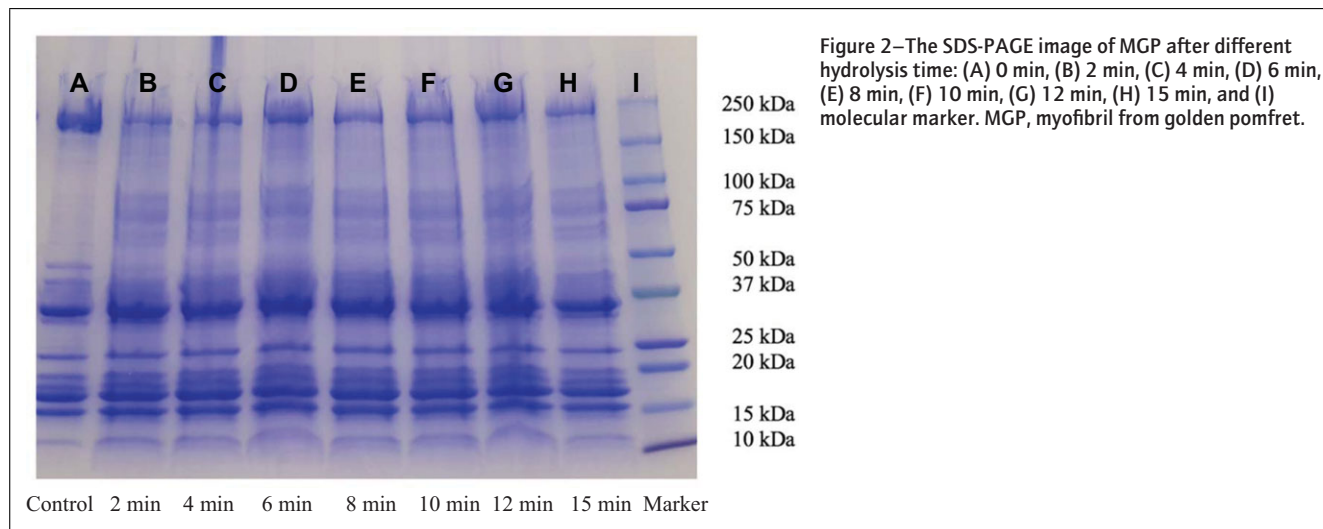 Figure 2–The SDS-PAGE image of MGP after different
hydrolysis time: (A) 0 min, (B) 2 min, (C) 4 min, (D) 6 min,
(E) 8 min, (F) 10 min, (G) 12 min, (H) 15 min, and (I)
molecular marker. MGP, myofibril from golden pomfret.
A B C D E F G H I
250 kDa
150 kDa
100 kDa
75 kDa
50 kDa
37 kDa
25 kDa
20 kDa
15 kDa
10 kDa
Control 2 min 4 min 6 min 8 min 10 min 12 min 15 min Marker